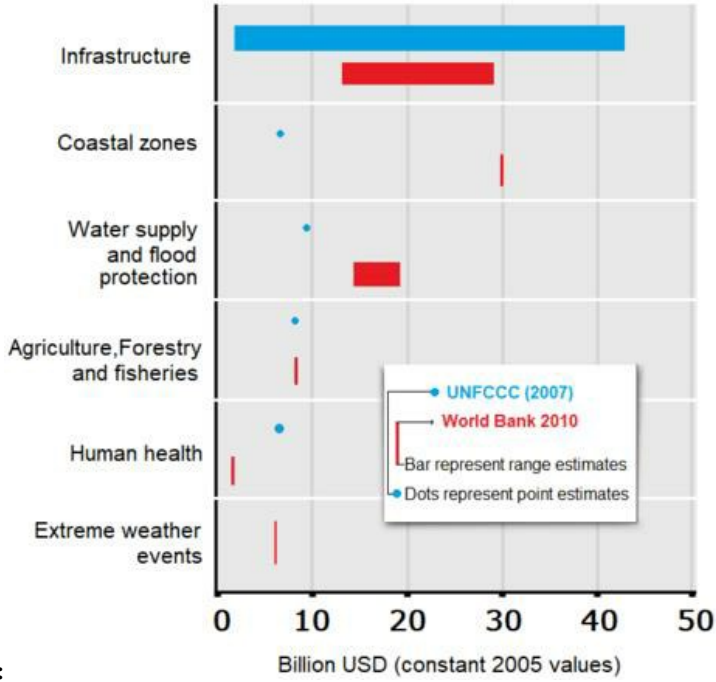 Infrastructure
Coastal zones
Water supply
and flood
protection
Agriculture,Forestry
and fisheries
Human health
Extreme weather
events
UNFCCC (2007)
World Bank 2010
Bar represent range estimates
Dots represent point estimates
0 10 20 30 40 50
Billion USD (constant 2005 values)
: